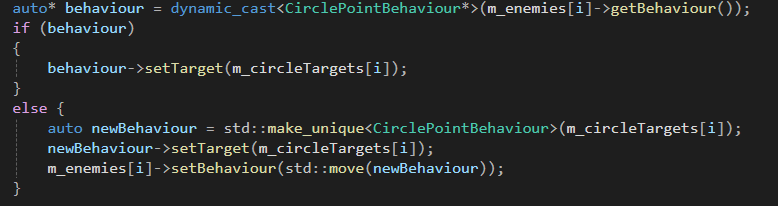 auto* behaviour = dynamic_cast<CirclePointBehaviour*>(m_enemies[i]->getBehaviour());
if (behaviour)
{
    behaviour->setTarget(m_circleTargets[i]);
}
else {
    auto newBehaviour = std::make_unique<CirclePointBehaviour>(m_circleTargets[i]);
    newBehaviour->setTarget(m_circleTargets[i]);
    m_enemies[i]->setBehaviour(std::move(newBehaviour));
}